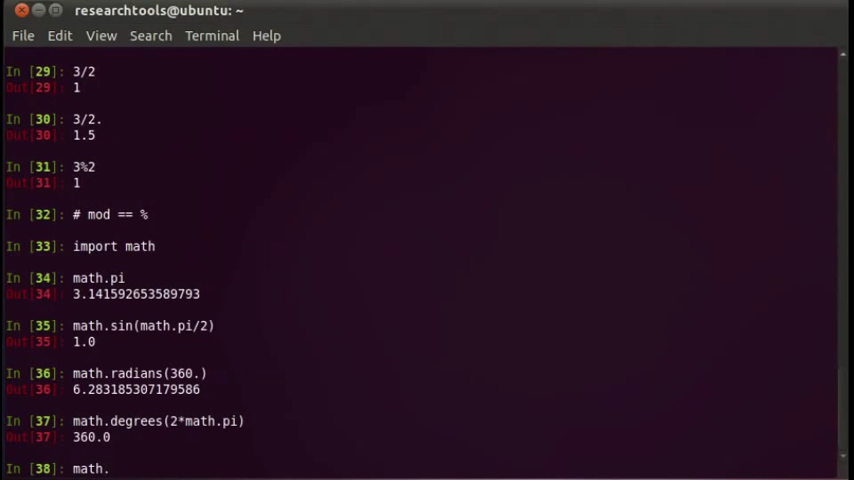 researchtools@ubuntu: ~
File Edit View Search Terminal Help
In [29]: 3/2
Out[29]: 1
In [30]: 3/2.
Out[30]: 1.5
In [31]: 3%2
Out[31]: 1
In [32]: # mod == %
In [33]: import math
In [34]: math.pi
Out[34]: 3.141592653589793
In [35]: math.sin(math.pi/2)
Out[35]: 1.0
In [36]: math.radians(360.)
Out[36]: 6.283185307179586
In [37]: math.degrees(2*math.pi)
Out[37]: 360.0
In [38]: math.